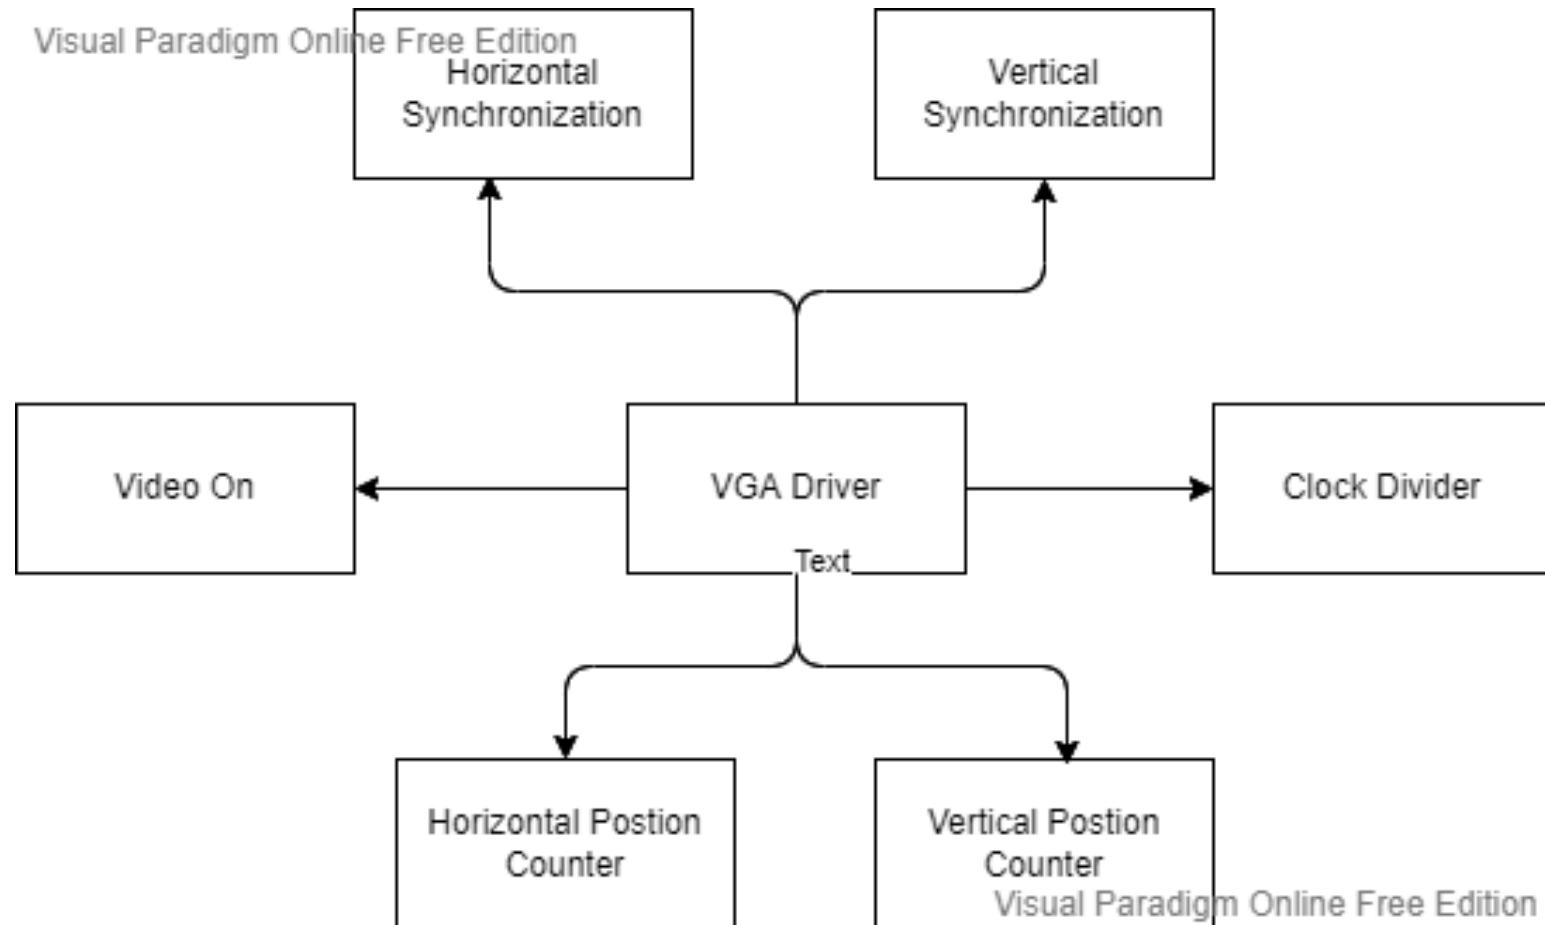 Visual Paradigm Online Free Edition
Horizontal
Synchronization
Vertical
Synchronization
Video On
VGA Driver
Clock Divider
Text
Horizontal Postion
Counter
Vertical Postion
Counter
Visual Paradigm Online Free Edition